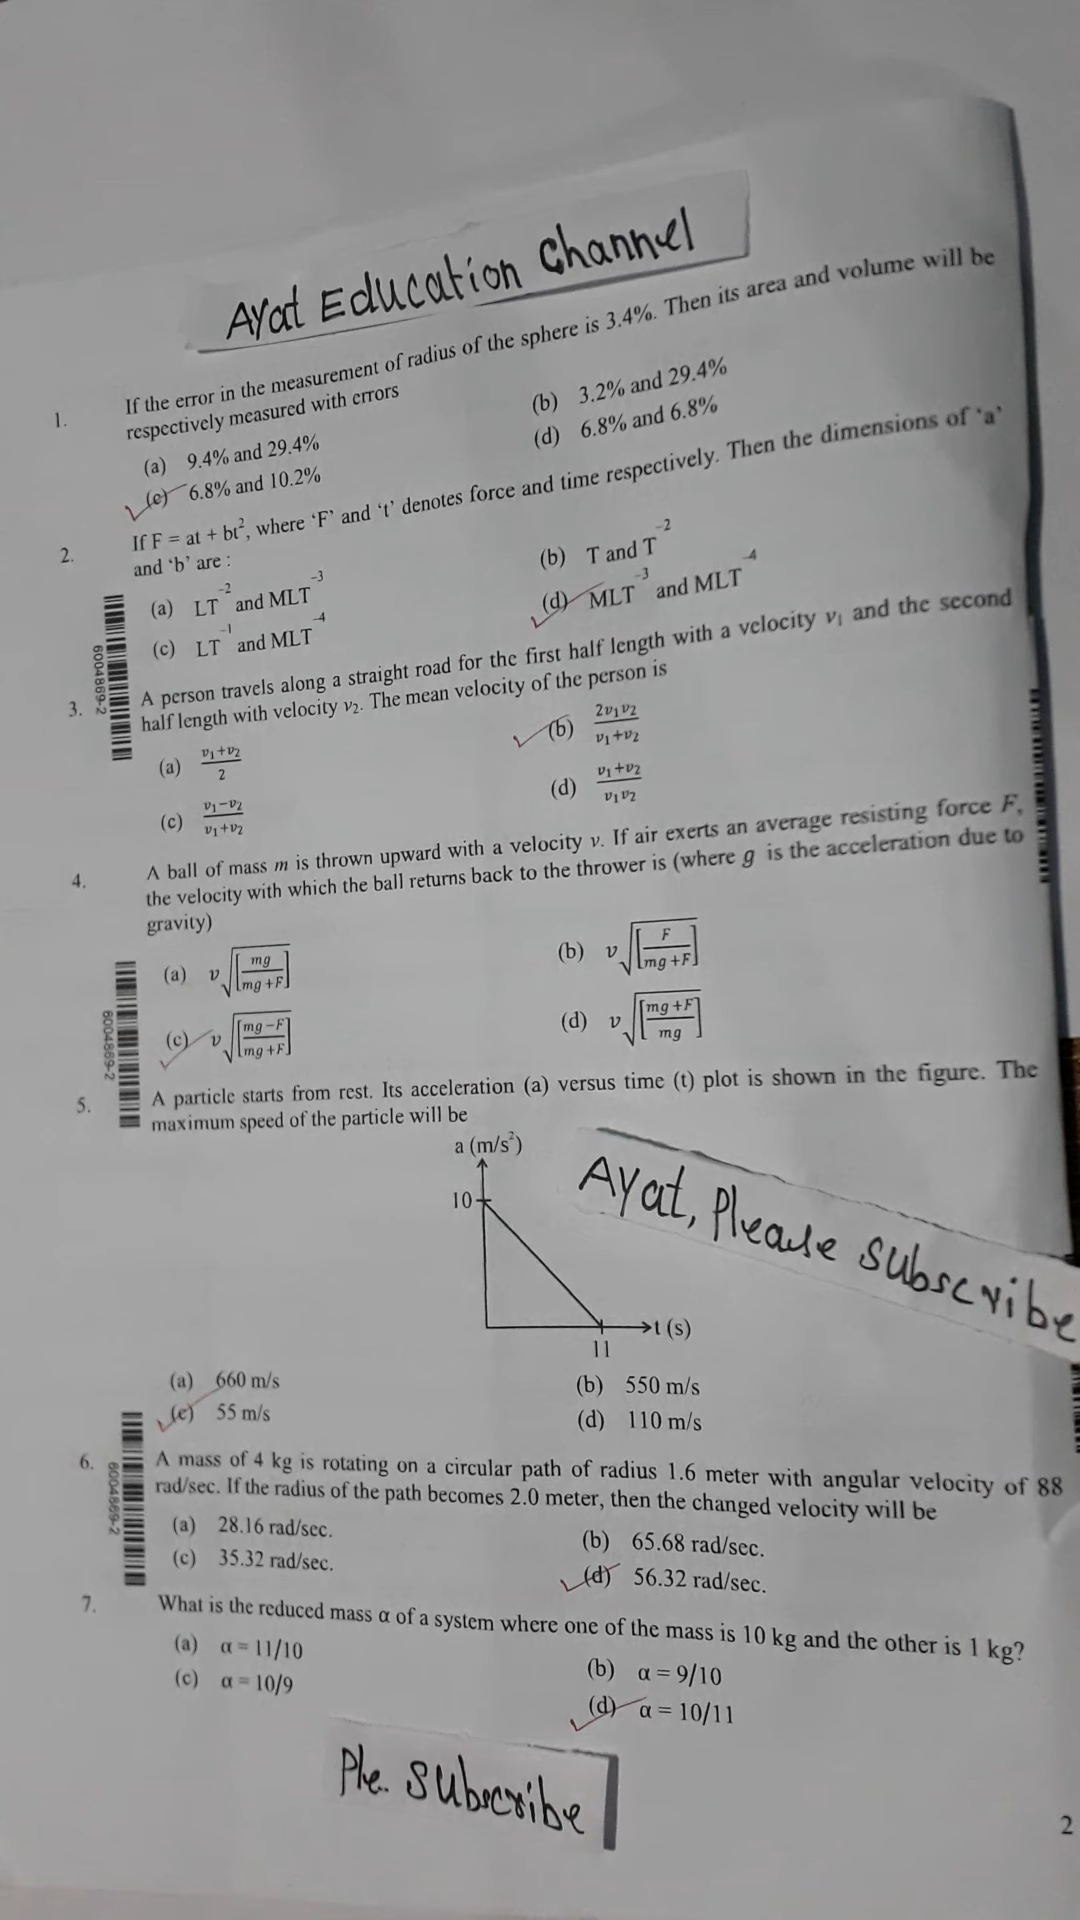 Ayat Education Channel
1. If the error in the measurement of radius of the sphere is 3.4%. Then its area and volume will be
respectively measured with errors
(a) 9.4% and 29.4%
(b) 3.2% and 29.4%
(c) 6.8% and 10.2%
(d) 6.8% and 6.8%
2. If F = at + bt², where ‘F’ and ‘t’ denotes force and time respectively. Then the dimensions of ‘a’
and ‘b’ are :
(a) LT⁻² and MLT⁻³
(b) T and T⁻²
(c) LT⁻¹ and MLT⁻⁴
(d) MLT⁻³ and MLT⁻⁴
6004869-2
3. A person travels along a straight road for the first half length with a velocity v₁ and the second
half length with velocity v₂. The mean velocity of the person is
(a) (v₁+v₂)/2
(b) 2v₁v₂/(v₁+v₂)
(c) (v₁−v₂)/(v₁+v₂)
(d) (v₁+v₂)/(v₁v₂)
4. A ball of mass m is thrown upward with a velocity v. If air exerts an average resisting force F,
the velocity with which the ball returns back to the thrower is (where g is the acceleration due to
gravity)
(a) v√[mg/(mg+F)]
(b) v√[F/(mg+F)]
(c) v√[(mg−F)/(mg+F)]
(d) v√[(mg+F)/mg]
6004869-2
5. A particle starts from rest. Its acceleration (a) versus time (t) plot is shown in the figure. The
maximum speed of the particle will be
a (m/s²)
10
t (s)
11
Ayat, Please Subscribe
(a) 660 m/s
(b) 550 m/s
(c) 55 m/s
(d) 110 m/s
6. A mass of 4 kg is rotating on a circular path of radius 1.6 meter with angular velocity of 88
rad/sec. If the radius of the path becomes 2.0 meter, then the changed velocity will be
(a) 28.16 rad/sec.
(b) 65.68 rad/sec.
(c) 35.32 rad/sec.
(d) 56.32 rad/sec.
6004869-2
7. What is the reduced mass α of a system where one of the mass is 10 kg and the other is 1 kg?
(a) α = 11/10
(b) α = 9/10
(c) α = 10/9
(d) α = 10/11
Ple. Subscribe
2